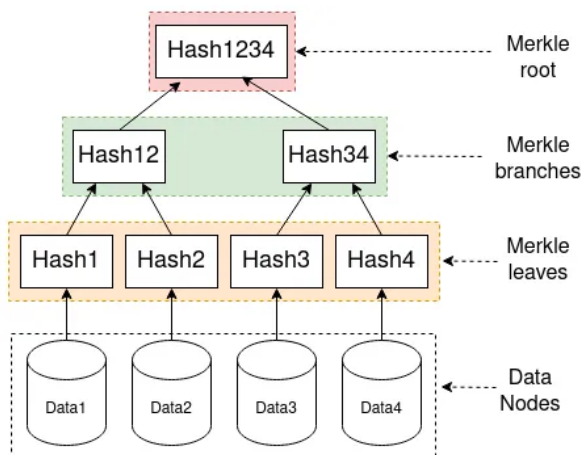 Hash1234
Merkle
root
Hash12
Hash34
Merkle
branches
Hash1
Hash2
Hash3
Hash4
Merkle
leaves
Data1
Data2
Data3
Data4
Data
Nodes